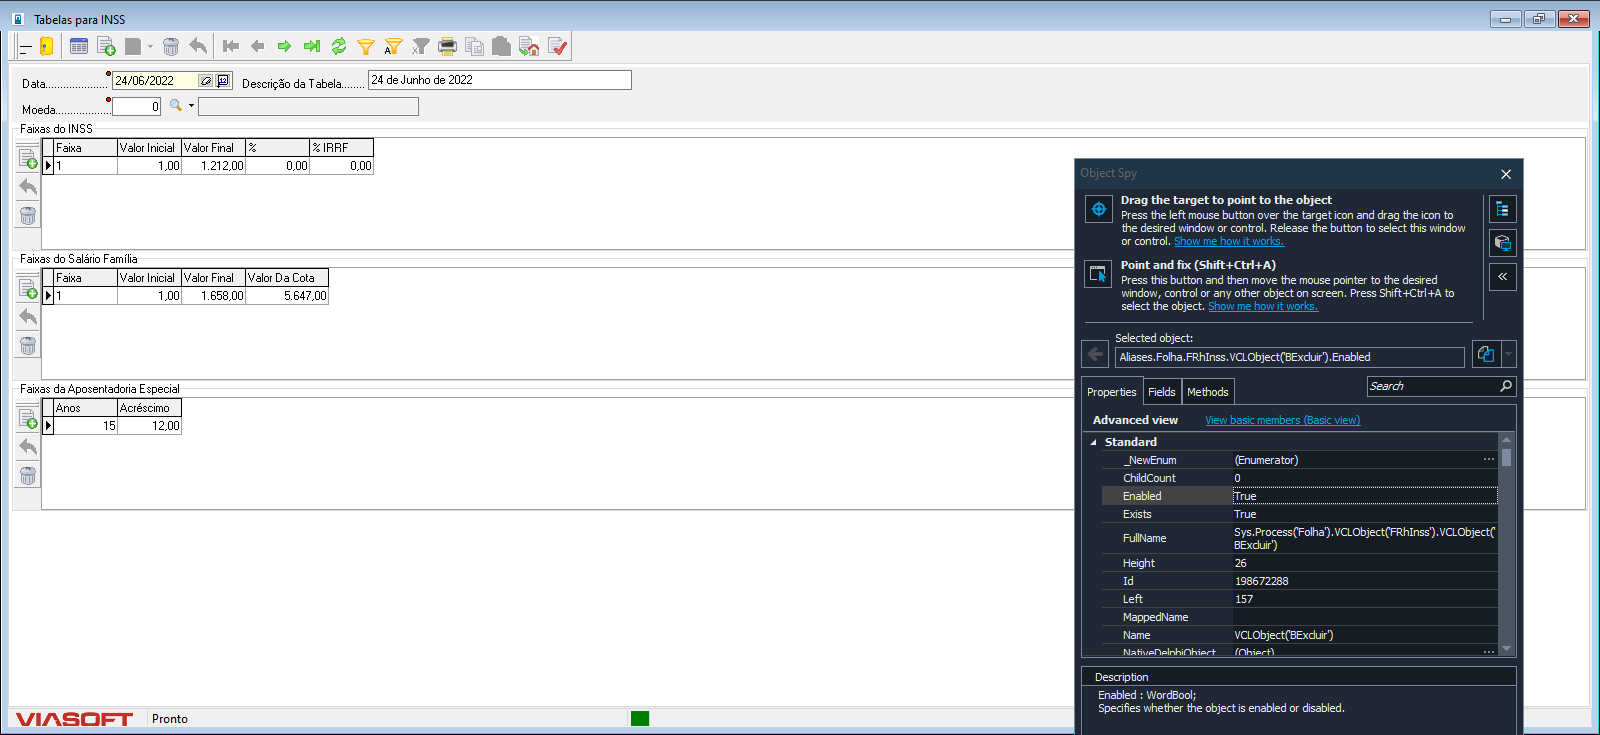 Tabelas para INSS
Data....................
24/06/2022
12
Descrição da Tabela........
24 de Junho de 2022
Moeda..................
0
Faixas do INSS
Faixa Valor Inicial Valor Final % % IRRF
1 1,00 1.212,00 0,00 0,00
Faixas do Salário Família
Faixa Valor Inicial Valor Final Valor Da Cota
1 1,00 1.658,00 5.647,00
Faixas da Aposentadoria Especial
Anos Acréscimo
15 12,00
VIASOFT
Pronto
Object Spy
Drag the target to point to the object
Press the left mouse button over the target icon and drag the icon to
the desired window or control. Release the button to select this window
or control. Show me how it works.
Point and fix (Shift+Ctrl+A)
Press this button and then move the mouse pointer to the desired
window, control or any other object on screen. Press Shift+Ctrl+A to
select the object. Show me how it works.
Selected object:
Aliases.Folha.FRhInss.VCLObject('BExcluir').Enabled
Properties Fields Methods
Search
Advanced view View basic members (Basic view)
Standard
_NewEnum (Enumerator) ...
ChildCount 0
Enabled True
Exists True
FullName Sys.Process('Folha').VCLObject('FRhInss').VCLObject('
BExcluir')
Height 26
Id 198672288
Left 157
MappedName
Name VCLObject('BExcluir')
NativeDelphiObject (Object) ...
Description
Enabled : WordBool;
Specifies whether the object is enabled or disabled.